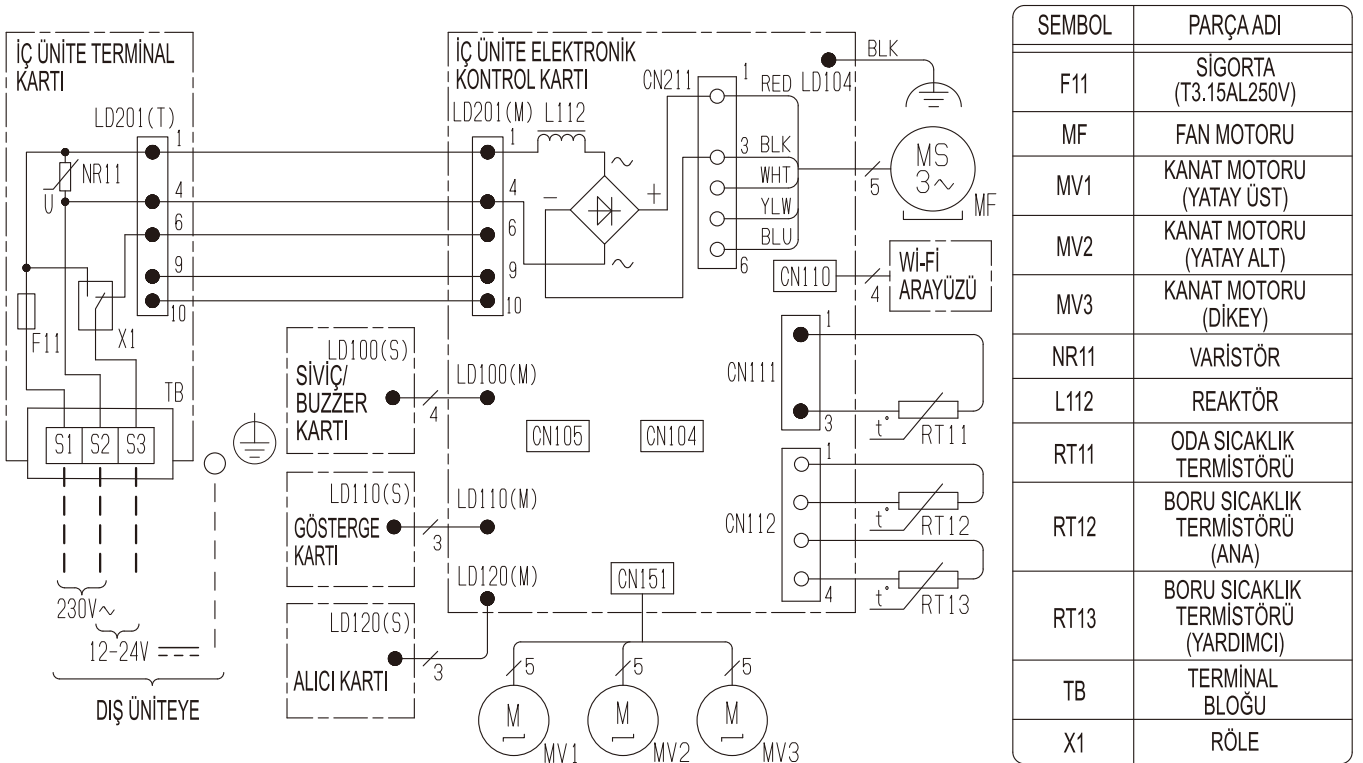 İÇ ÜNİTE TERMİNAL
KARTI
LD201(T)
1
NR11
U
4
6
9
10
F11
X1
TB
S1 S2 S3
230V~
12-24V
DIŞ ÜNİTEYE
İÇ ÜNİTE ELEKTRONİK
KONTROL KARTI
LD201(M) L112
1
4
6
9
10
~
-
+
~
CN211
1
RED
3 BLK
WHT
YLW
BLU
6
LD104
BLK
5
MS
3~
MF
CN110
4
Wİ-Fİ
ARAYÜZÜ
CN111
1
3
t°
RT11
CN112
1
t°
RT12
4
t°
RT13
CN105
CN104
LD100(S)
SİVİÇ/
BUZZER
KARTI
4
LD100(M)
LD110(S)
GÖSTERGE
KARTI
3
LD110(M)
LD120(M)
LD120(S)
ALICI KARTI
3
CN151
5
5
5
M
MV1
M
MV2
M
MV3
SEMBOL PARÇA ADI
F11 SİGORTA
(T3.15AL250V)
MF FAN MOTORU
MV1 KANAT MOTORU
(YATAY ÜST)
MV2 KANAT MOTORU
(YATAY ALT)
MV3 KANAT MOTORU
(DİKEY)
NR11 VARİSTÖR
L112 REAKTÖR
RT11 ODA SICAKLIK
TERMİSTÖRÜ
RT12 BORU SICAKLIK
TERMİSTÖRÜ
(ANA)
RT13 BORU SICAKLIK
TERMİSTÖRÜ
(YARDIMCI)
TB TERMİNAL
BLOĞU
X1 RÖLE